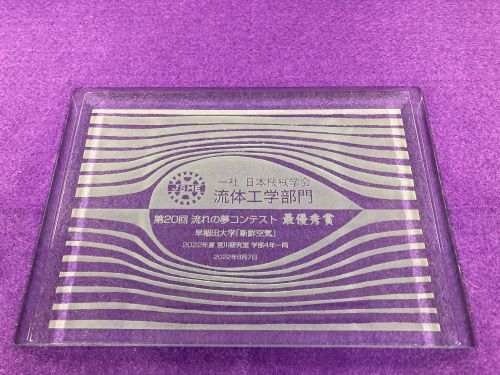 JSME
(一社)日本機械学会
流体工学部門
第20回 流れの夢コンテスト 最優秀賞
早稲田大学「新鮮空気」
2022年度 宮川研究室 学部4年一同
2022年8月7日